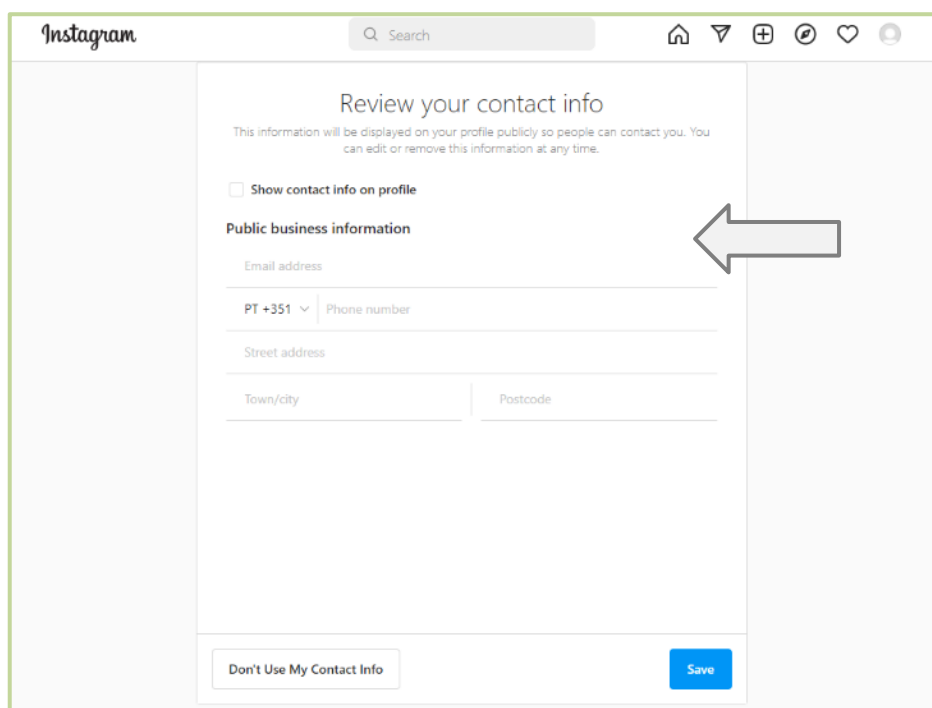 Instagram
Search
Review your contact info
This information will be displayed on your profile publicly so people can contact you. You
can edit or remove this information at any time.
Show contact info on profile
Public business information
Email address
PT +351 Phone number
Street address
Town/city Postcode
Don't Use My Contact Info Save